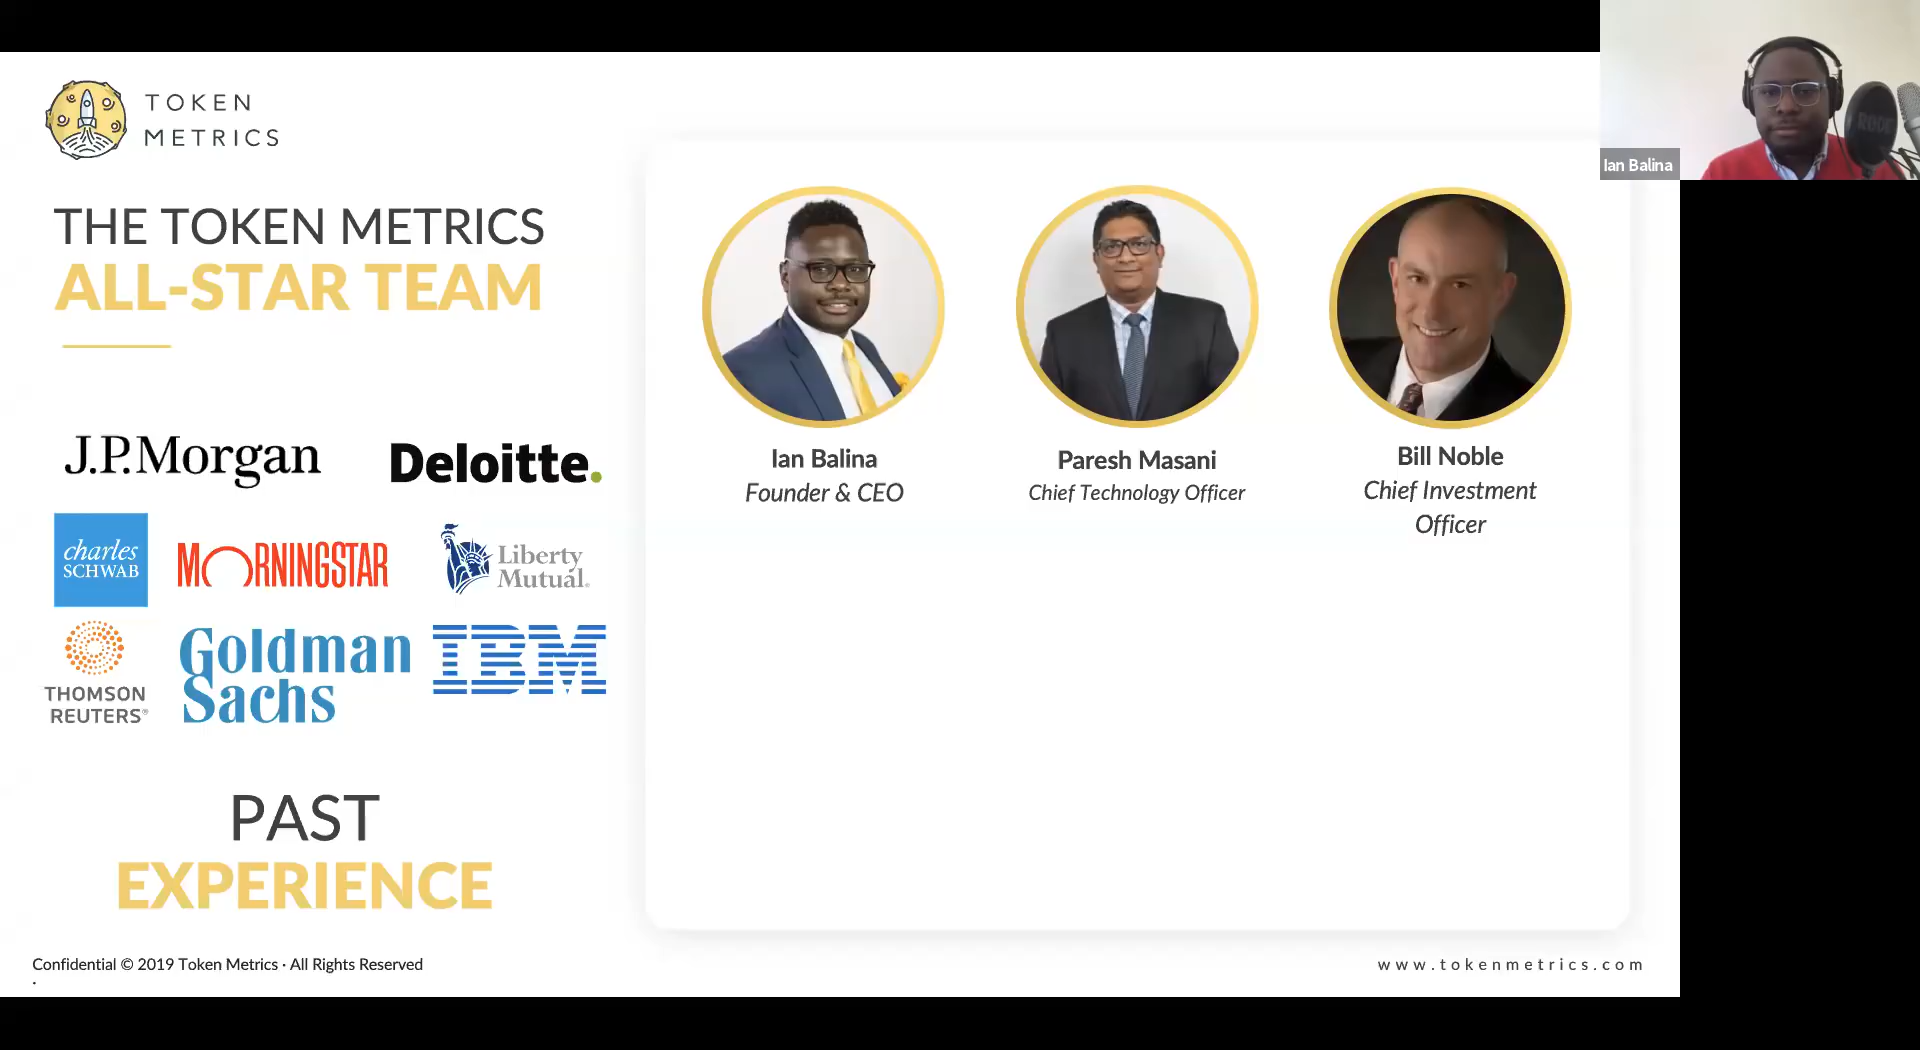 TOKEN
METRICS
THE TOKEN METRICS
ALL-STAR TEAM
J.P.Morgan
Deloitte.
charles
SCHWAB
MORNINGSTAR
Liberty
Mutual®
THOMSON
REUTERS®
Goldman
Sachs
IBM
PAST
EXPERIENCE
Ian Balina
Founder & CEO
Paresh Masani
Chief Technology Officer
Bill Noble
Chief Investment
Officer
Ian Balina
RODE
Confidential © 2019 Token Metrics · All Rights Reserved
.
www.tokenmetrics.com